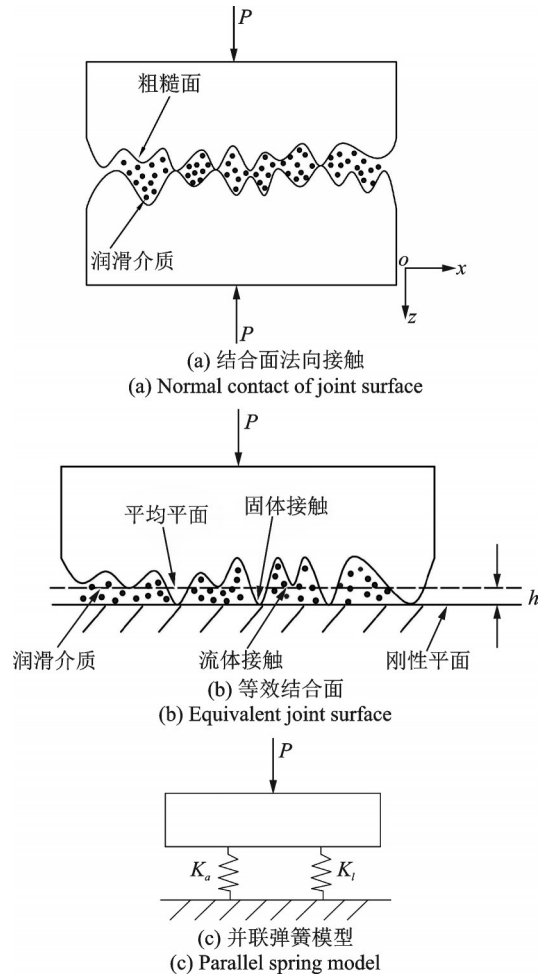 P
粗糙面
润滑介质
o
x
z
P
(a) 结合面法向接触
(a) Normal contact of joint surface
P
固体接触
平均平面
h
润滑介质
流体接触
刚性平面
(b) 等效结合面
(b) Equivalent joint surface
P
Ka
Kl
(c) 并联弹簧模型
(c) Parallel spring model